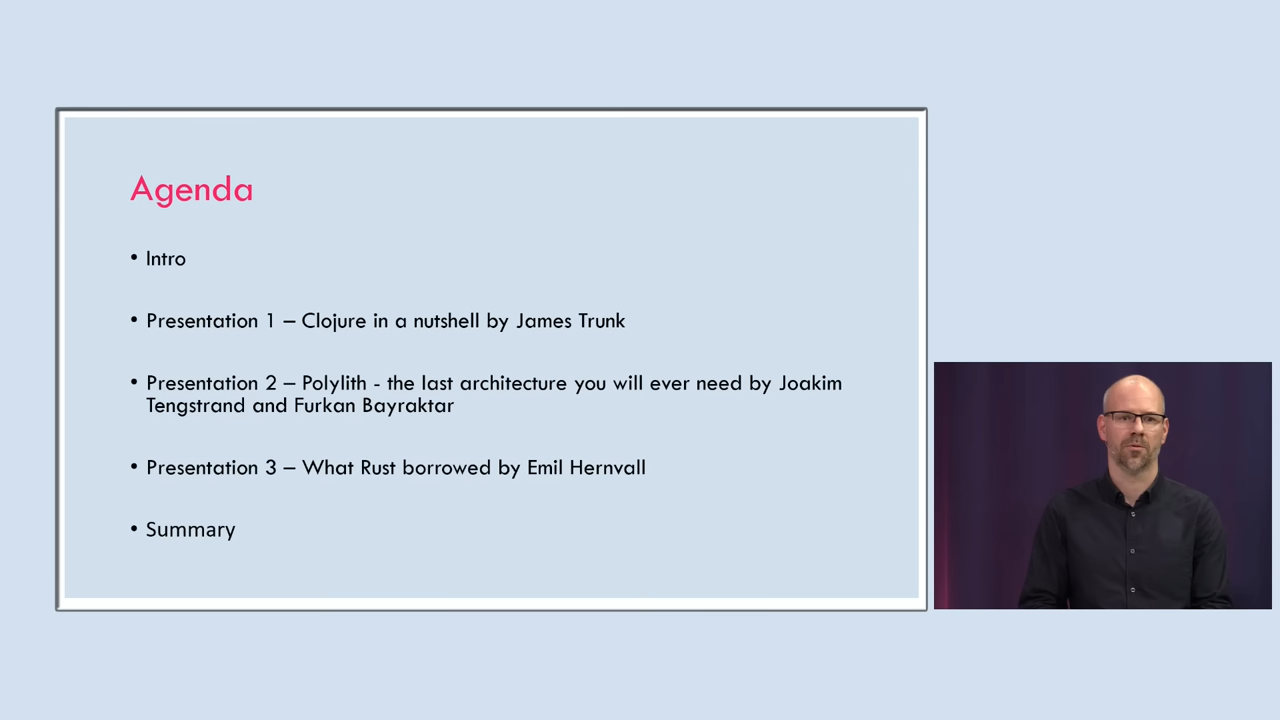 Agenda
• Intro
• Presentation 1 – Clojure in a nutshell by James Trunk
• Presentation 2 – Polylith - the last architecture you will ever need by Joakim
Tengstrand and Furkan Bayraktar
• Presentation 3 – What Rust borrowed by Emil Hernvall
• Summary